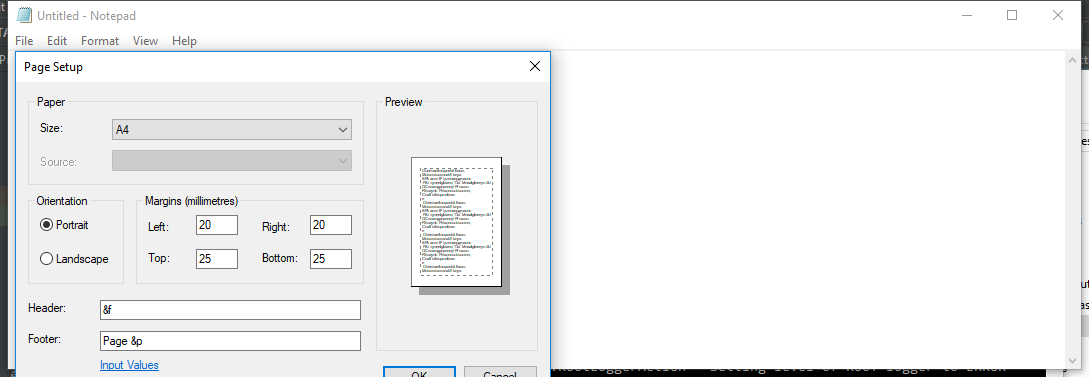 Untitled - Notepad
File Edit Format View Help
Page Setup
Paper
Size: A4
Source:
Orientation
Portrait
Landscape
Margins (millimetres)
Left: 20 Right: 20
Top: 25 Bottom: 25
Header: &f
Footer: Page &p
Input Values
Preview
OK Cancel